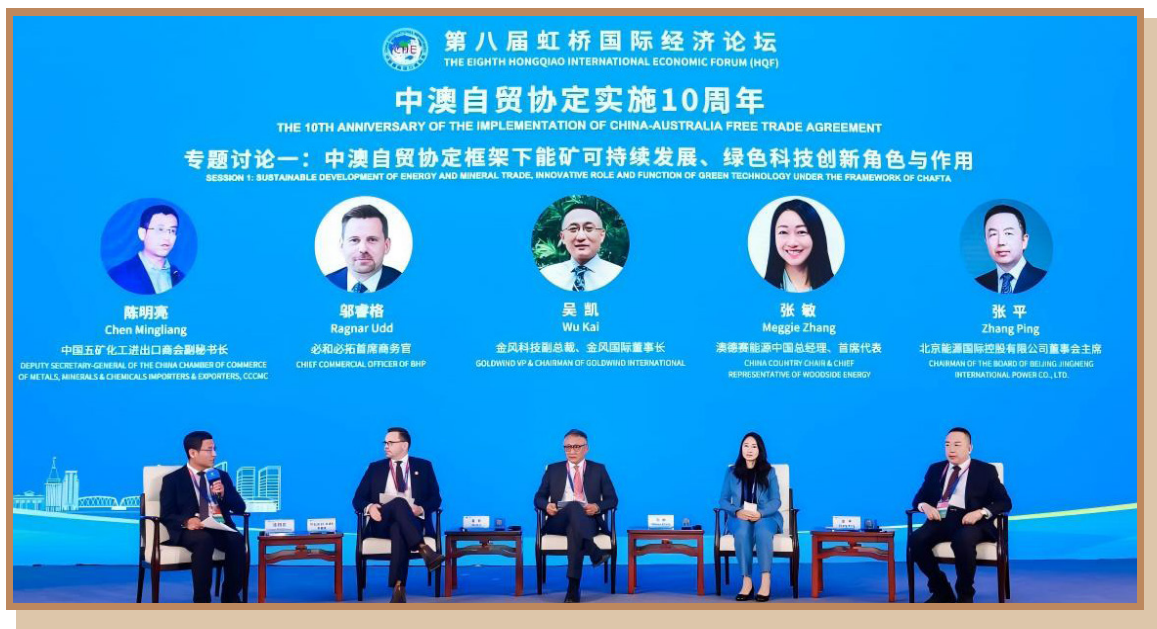 CIIE
第八届虹桥国际经济论坛
THE EIGHTH HONGQIAO INTERNATIONAL ECONOMIC FORUM (HQF)
中澳自贸协定实施10周年
THE 10TH ANNIVERSARY OF THE IMPLEMENTATION OF CHINA-AUSTRALIA FREE TRADE AGREEMENT
专题讨论一：中澳自贸协定框架下能矿可持续发展、绿色科技创新角色与作用
SESSION 1: SUSTAINABLE DEVELOPMENT OF ENERGY AND MINERAL TRADE, INNOVATIVE ROLE AND FUNCTION OF GREEN TECHNOLOGY UNDER THE FRAMEWORK OF CHAFTA
陈明亮
Chen Mingliang
中国五矿化工进出口商会副秘书长
DEPUTY SECRETARY-GENERAL OF THE CHINA CHAMBER OF COMMERCE
OF METALS, MINERALS & CHEMICALS IMPORTERS & EXPORTERS, CCCMC
邬睿格
Ragnar Udd
必和必拓首席商务官
CHIEF COMMERCIAL OFFICER OF BHP
吴 凯
Wu Kai
金风科技副总裁、金风国际董事长
GOLDWIND VP & CHAIRMAN OF GOLDWIND INTERNATIONAL
张 敏
Meggie Zhang
澳德赛能源中国总经理、首席代表
CHINA COUNTRY CHAIR & CHIEF
REPRESENTATIVE OF WOODSIDE ENERGY
张 平
Zhang Ping
北京能源国际控股有限公司董事会主席
CHAIRMAN OF THE BOARD OF BEIJING JINGNENG
INTERNATIONAL POWER CO., LTD.